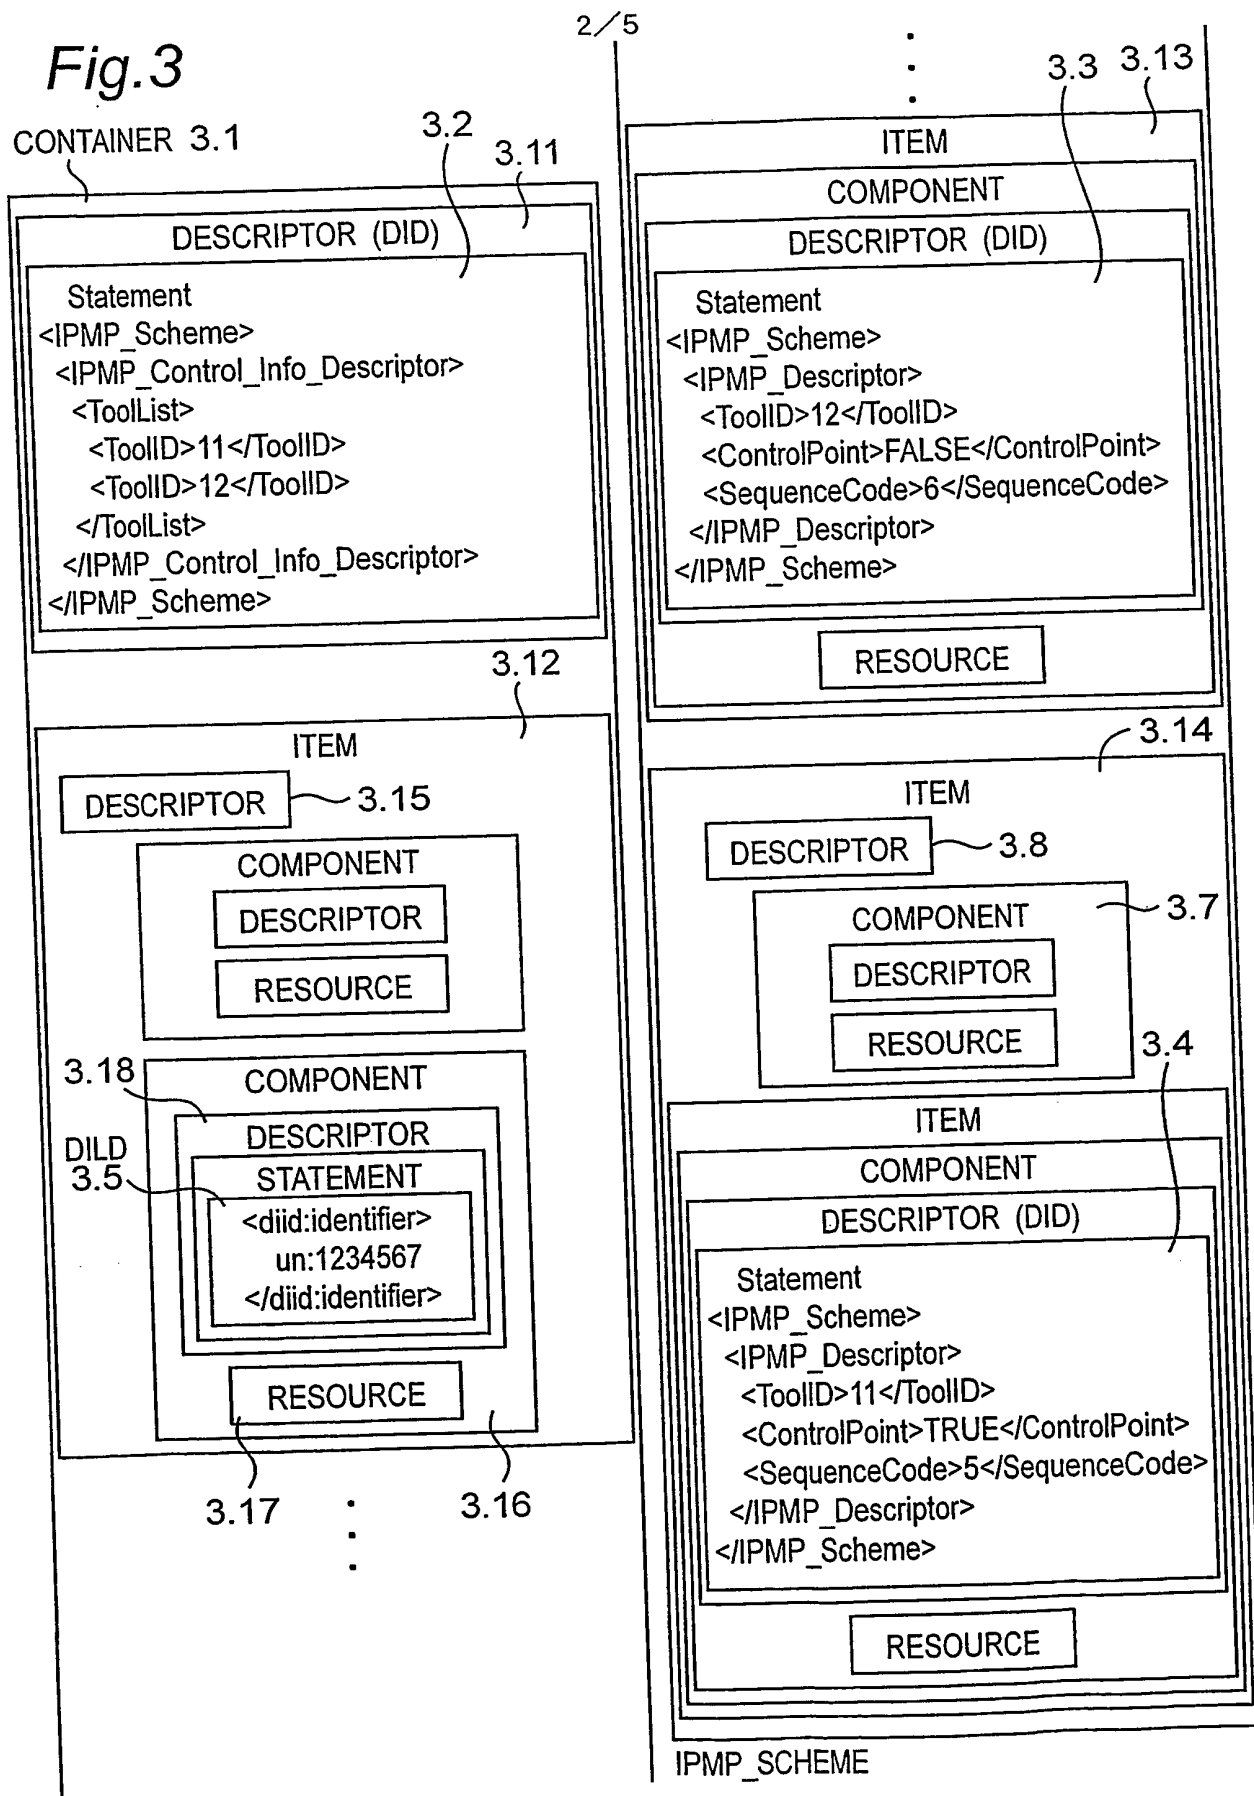 2/5
Fig.3
CONTAINER 3.1
3.2
3.11
DESCRIPTOR (DID)
Statement
<IPMP_Scheme>
<IPMP_Control_Info_Descriptor>
<ToolList>
<ToolID>11</ToolID>
<ToolID>12</ToolID>
</ToolList>
</IPMP_Control_Info_Descriptor>
</IPMP_Scheme>
3.12
ITEM
DESCRIPTOR
3.15
COMPONENT
DESCRIPTOR
RESOURCE
3.18
COMPONENT
DESCRIPTOR
DILD
3.5
STATEMENT
<diid:identifier>
un:1234567
</diid:identifier>
RESOURCE
3.17
3.16
3.3
3.13
ITEM
COMPONENT
DESCRIPTOR (DID)
Statement
<IPMP_Scheme>
<IPMP_Descriptor>
<ToolID>12</ToolID>
<ControlPoint>FALSE</ControlPoint>
<SequenceCode>6</SequenceCode>
</IPMP_Descriptor>
</IPMP_Scheme>
RESOURCE
3.14
ITEM
DESCRIPTOR
3.8
COMPONENT
3.7
DESCRIPTOR
RESOURCE
3.4
ITEM
COMPONENT
DESCRIPTOR (DID)
Statement
<IPMP_Scheme>
<IPMP_Descriptor>
<ToolID>11</ToolID>
<ControlPoint>TRUE</ControlPoint>
<SequenceCode>5</SequenceCode>
</IPMP_Descriptor>
</IPMP_Scheme>
RESOURCE
IPMP_SCHEME